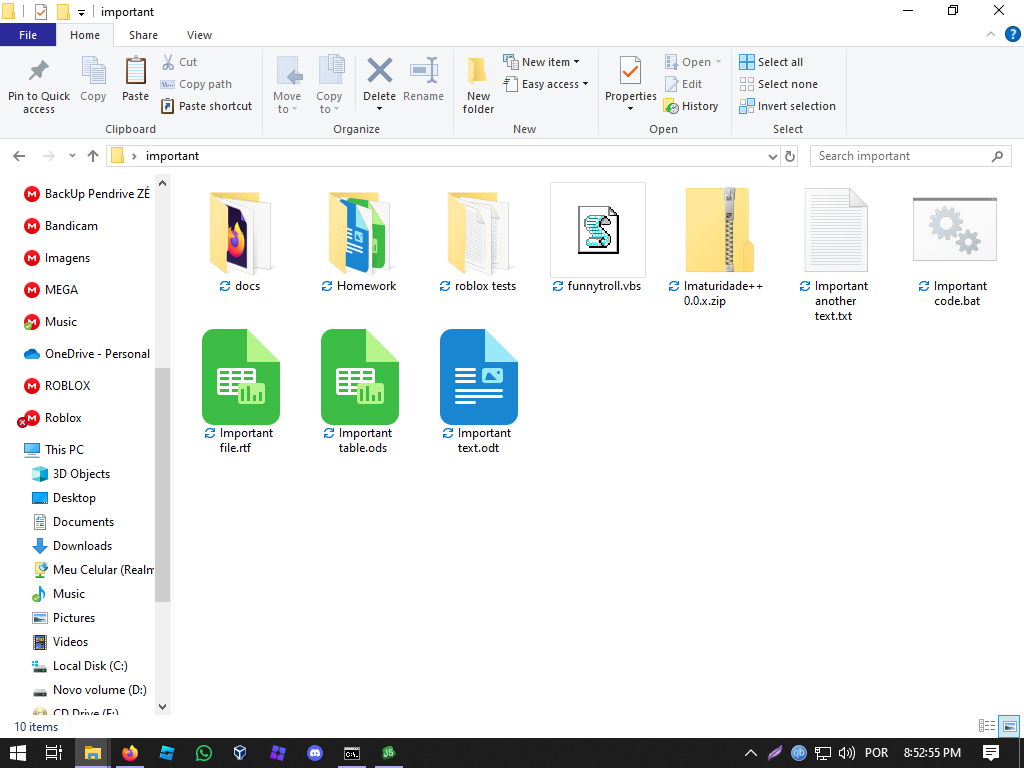 important
File Home Share View
Pin to Quick access
Copy
Paste
Cut
Copy path
Paste shortcut
Clipboard
Move to
Copy to
Delete
Rename
Organize
New folder
New item
Easy access
New
Properties
Open
Edit
History
Open
Select all
Select none
Invert selection
Select
important
Search important
BackUp Pendrive ZÉ
Bandicam
Imagens
MEGA
Music
OneDrive - Personal
ROBLOX
Roblox
This PC
3D Objects
Desktop
Documents
Downloads
Meu Celular (Realm
Music
Pictures
Videos
Local Disk (C:)
Novo volume (D:)
CD Drive (E:)
docs
Homework
roblox tests
funnytroll.vbs
Imaturidade++
0.0.x.zip
Important
another
text.txt
Important
code.bat
Important
file.rtf
Important
table.ods
Important
text.odt
10 items
POR
8:52:55 PM